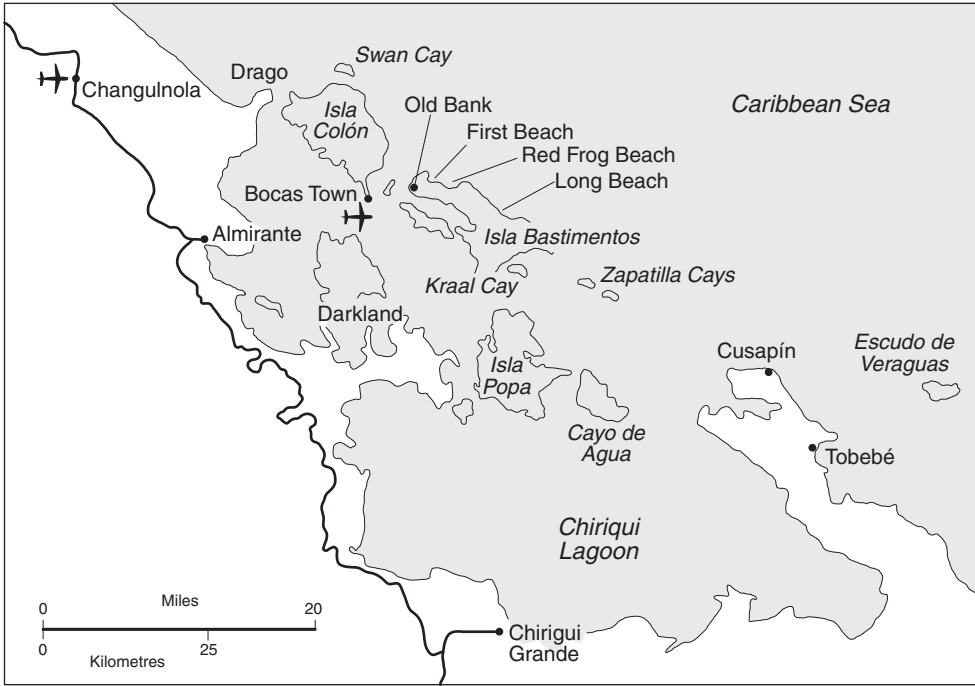 Swan Cay
Drago
Changulnola
Isla
Colón
Old Bank
Caribbean Sea
First Beach
Red Frog Beach
Long Beach
Bocas Town
Almirante
Isla Bastimentos
Kraal Cay
Zapatilla Cays
Darkland
Escudo de
Veraguas
Cusapín
Isla
Popa
Cayo de
Agua
Tobebé
Chiriqui
Lagoon
0 Miles 20
0 25
Kilometres
Chirigui
Grande